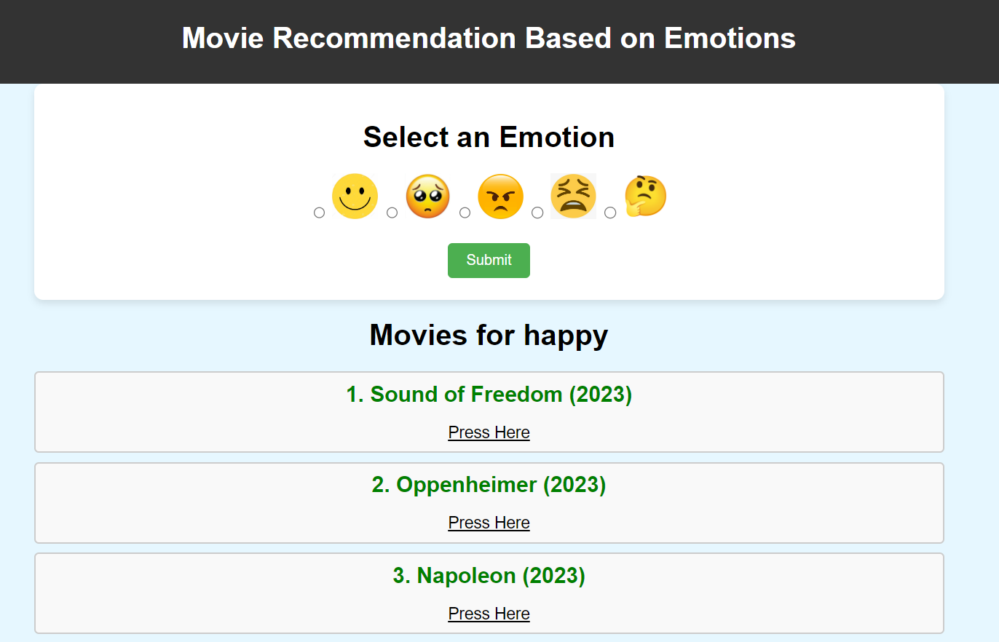 Movie Recommendation Based on Emotions
Select an Emotion
Submit
Movies for happy
1. Sound of Freedom (2023)
Press Here
2. Oppenheimer (2023)
Press Here
3. Napoleon (2023)
Press Here